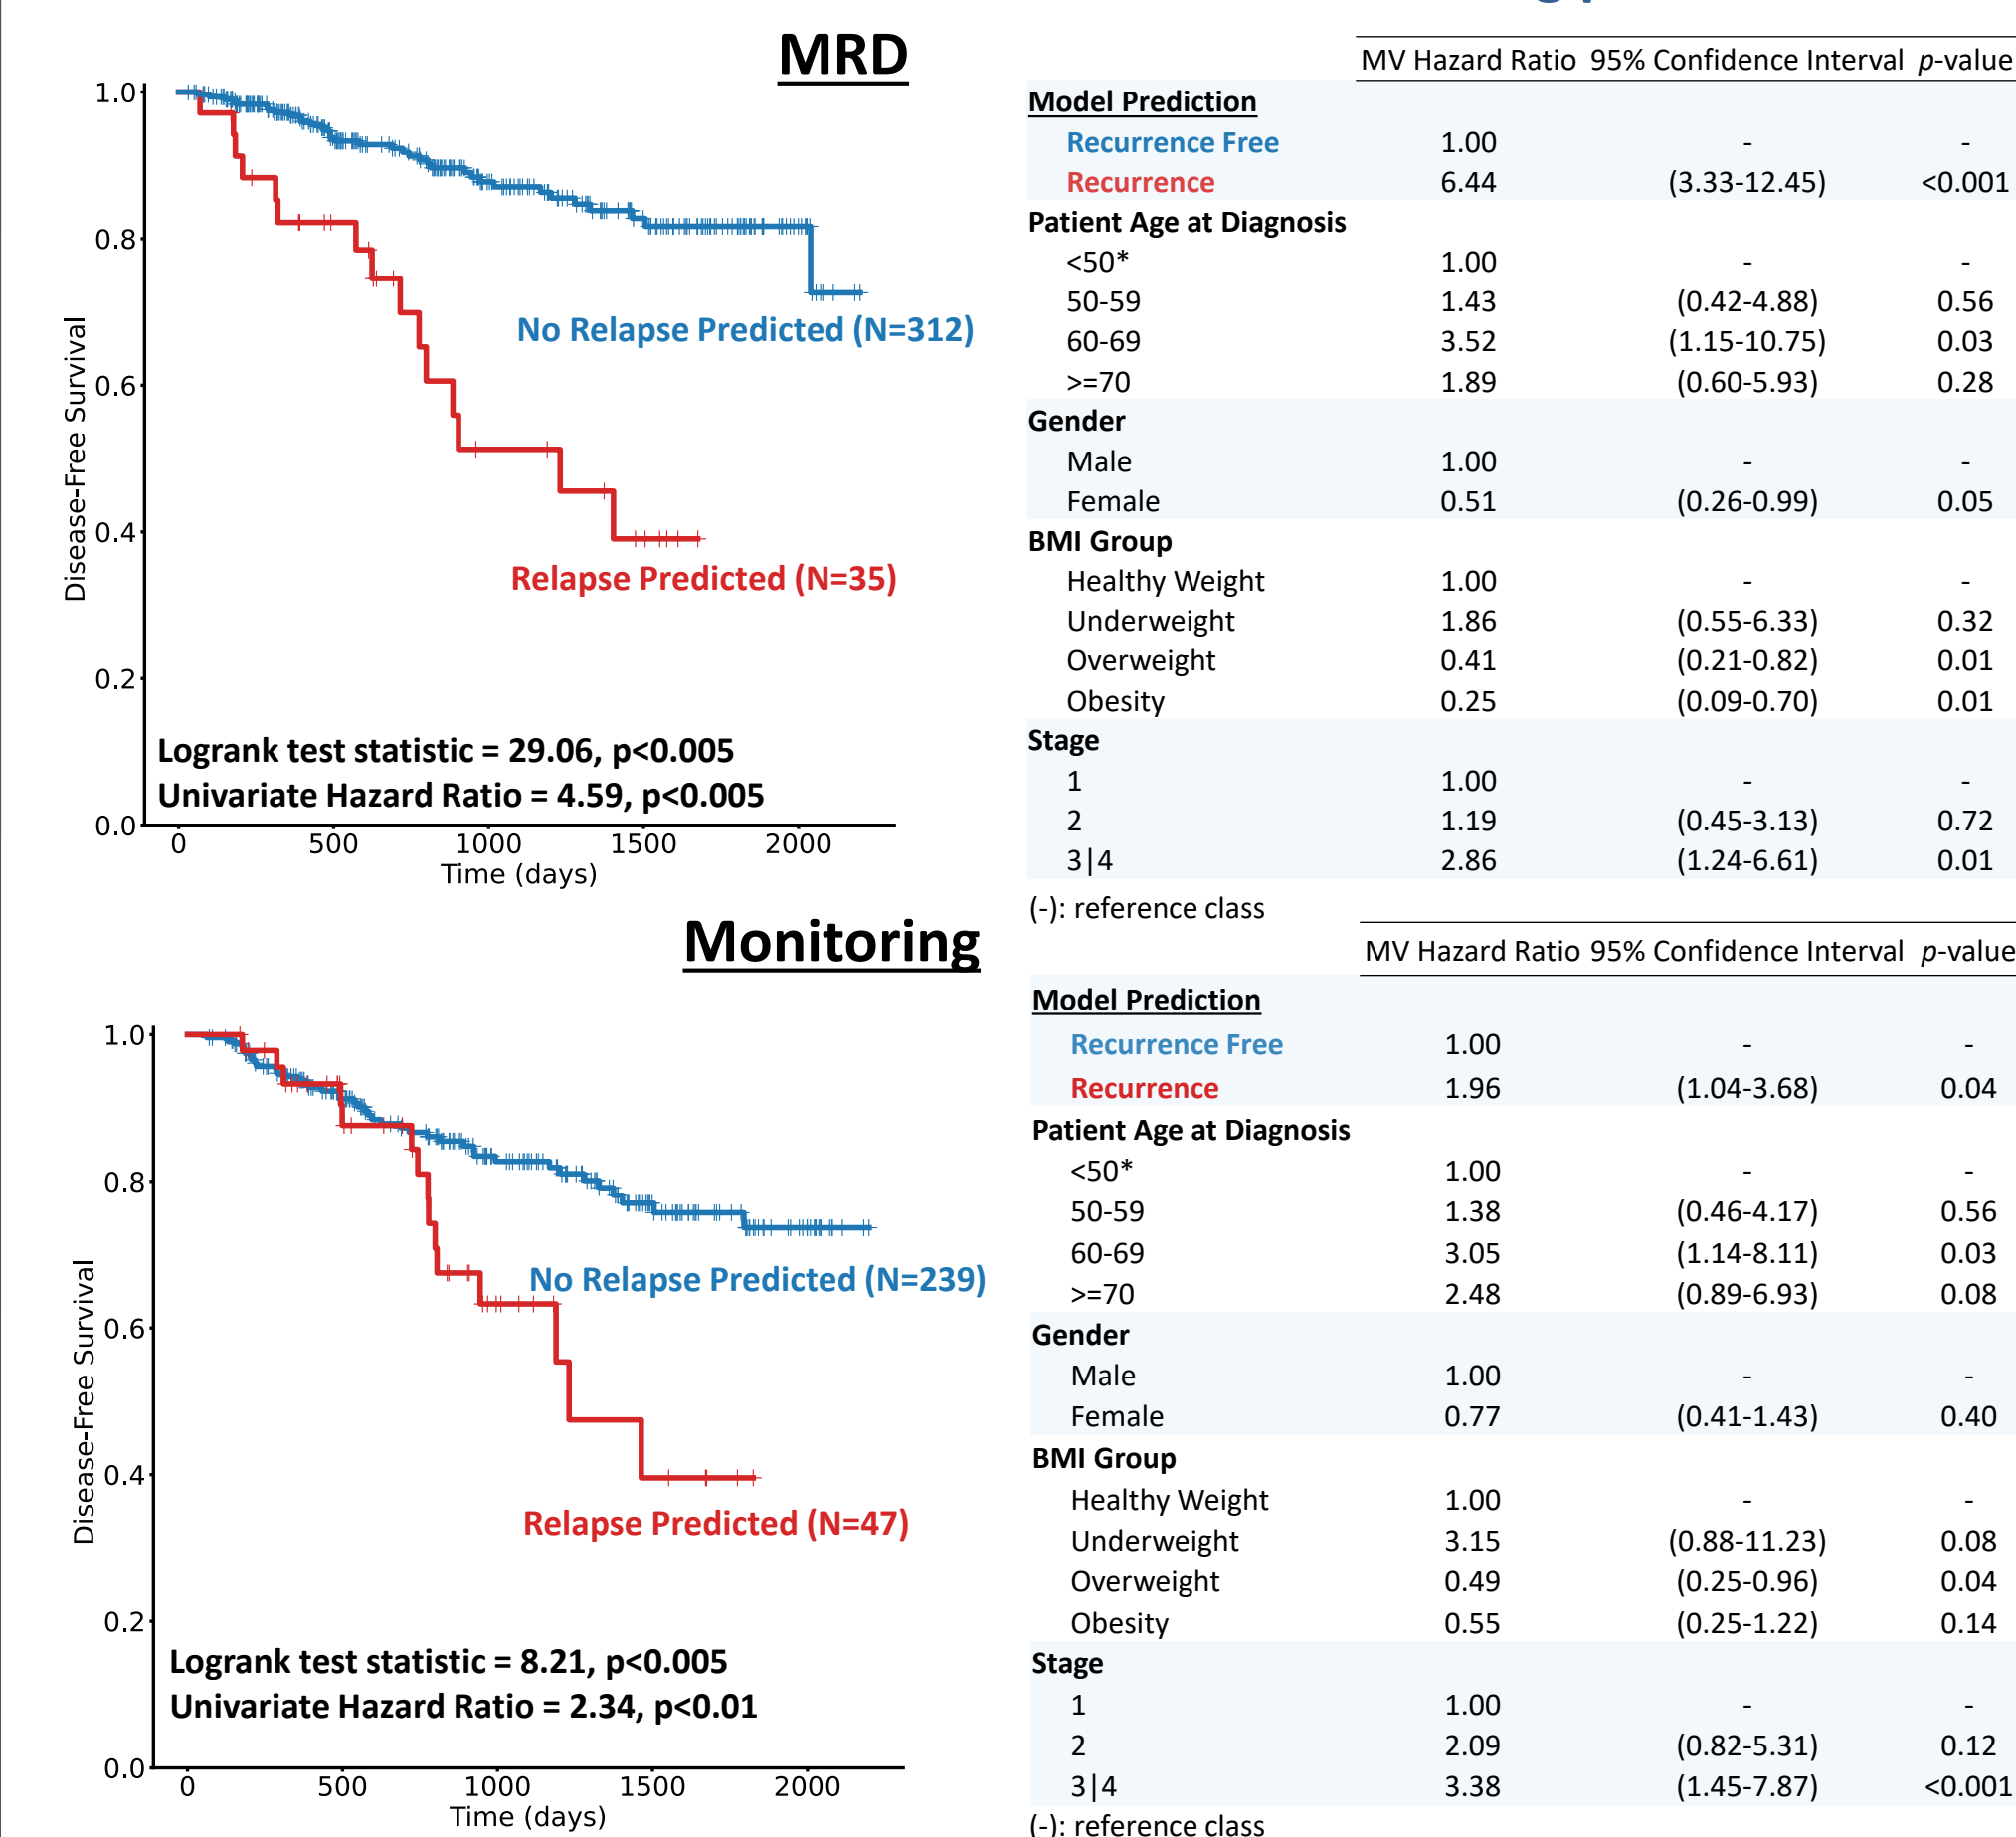 MRD
1.0
0.8
0.6
0.4
0.2
0.0
Disease-Free Survival
No Relapse Predicted (N=312)
Relapse Predicted (N=35)
Logrank test statistic = 29.06, p<0.005
Univariate Hazard Ratio = 4.59, p<0.005
0 500 1000 1500 2000
Time (days)
MV Hazard Ratio 95% Confidence Interval p-value
Model Prediction
Recurrence Free 1.00 - -
Recurrence 6.44 (3.33-12.45) <0.001
Patient Age at Diagnosis
<50* 1.00 - -
50-59 1.43 (0.42-4.88) 0.56
60-69 3.52 (1.15-10.75) 0.03
>=70 1.89 (0.60-5.93) 0.28
Gender
Male 1.00 - -
Female 0.51 (0.26-0.99) 0.05
BMI Group
Healthy Weight 1.00 - -
Underweight 1.86 (0.55-6.33) 0.32
Overweight 0.41 (0.21-0.82) 0.01
Obesity 0.25 (0.09-0.70) 0.01
Stage
1 1.00 - -
2 1.19 (0.45-3.13) 0.72
3|4 2.86 (1.24-6.61) 0.01
(-): reference class
Monitoring
1.0
0.8
0.6
0.4
0.2
0.0
Disease-Free Survival
No Relapse Predicted (N=239)
Relapse Predicted (N=47)
Logrank test statistic = 8.21, p<0.005
Univariate Hazard Ratio = 2.34, p<0.01
0 500 1000 1500 2000
Time (days)
MV Hazard Ratio 95% Confidence Interval p-value
Model Prediction
Recurrence Free 1.00 - -
Recurrence 1.96 (1.04-3.68) 0.04
Patient Age at Diagnosis
<50* 1.00 - -
50-59 1.38 (0.46-4.17) 0.56
60-69 3.05 (1.14-8.11) 0.03
>=70 2.48 (0.89-6.93) 0.08
Gender
Male 1.00 - -
Female 0.77 (0.41-1.43) 0.40
BMI Group
Healthy Weight 1.00 - -
Underweight 3.15 (0.88-11.23) 0.08
Overweight 0.49 (0.25-0.96) 0.04
Obesity 0.55 (0.25-1.22) 0.14
Stage
1 1.00 - -
2 2.09 (0.82-5.31) 0.12
3|4 3.38 (1.45-7.87) <0.001
(-): reference class